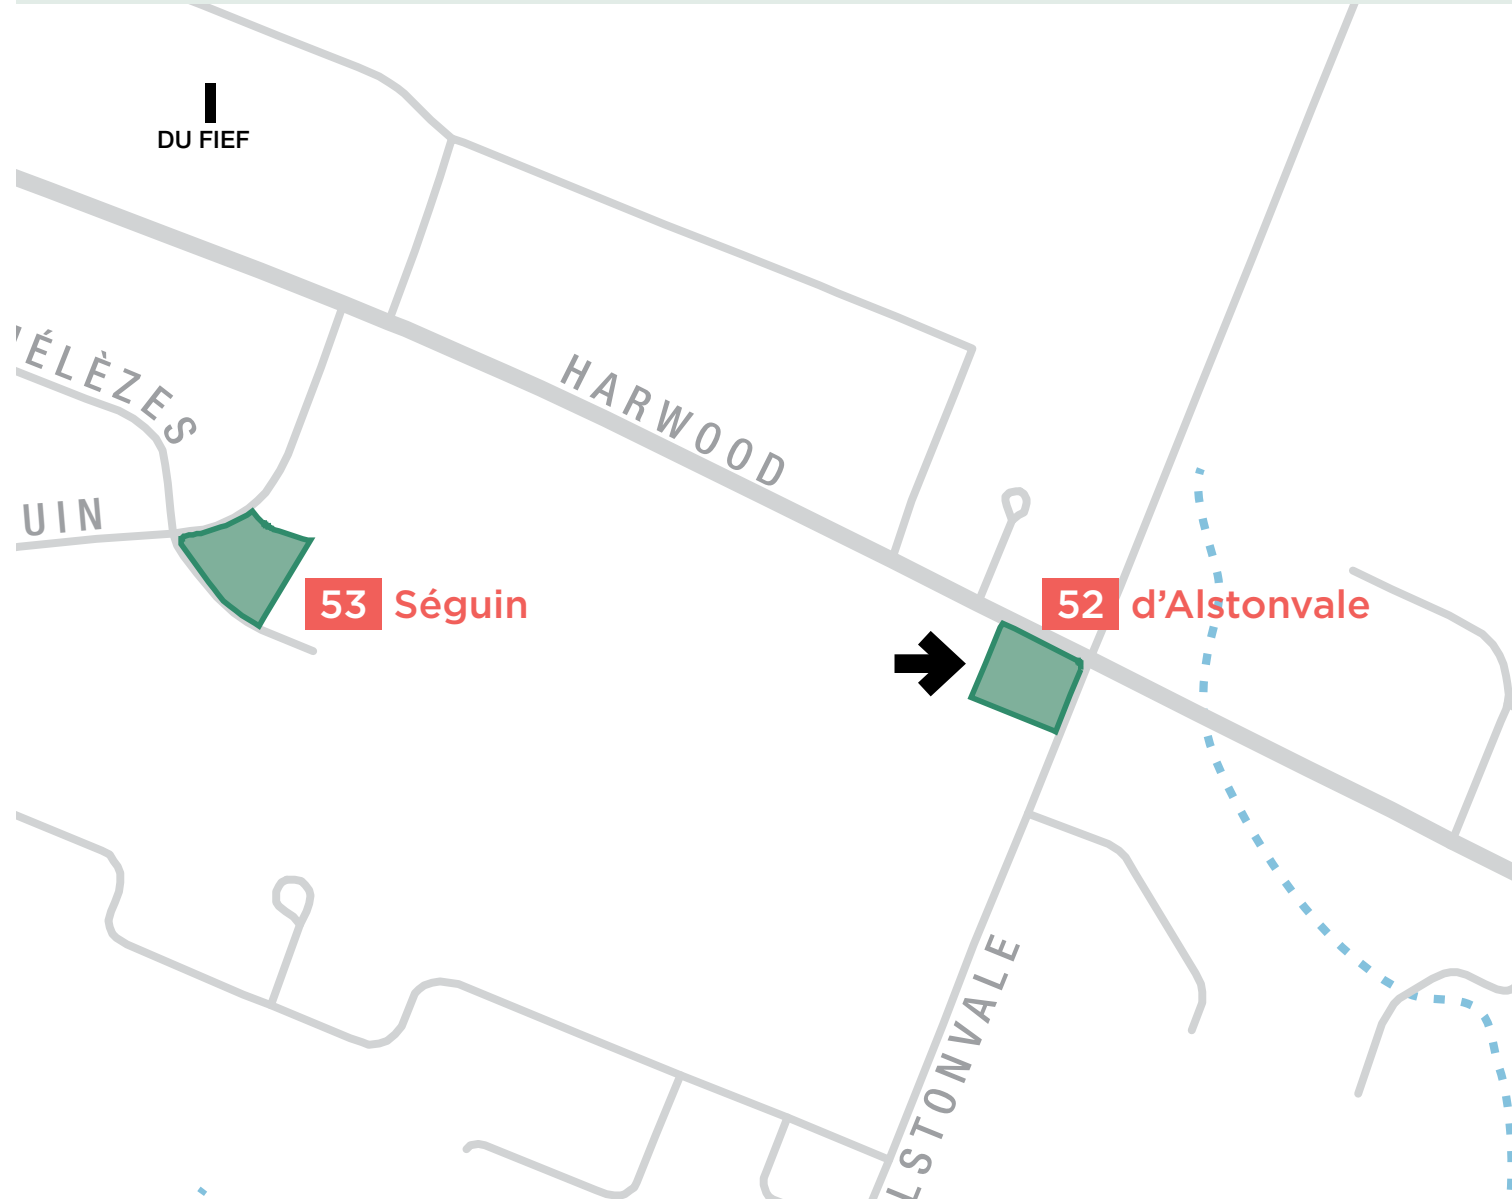 DU FIEF
ÉLÈZES
HARWOOD
UIN
53 Séguin
52 d'Alstonvale
LSTONVALE